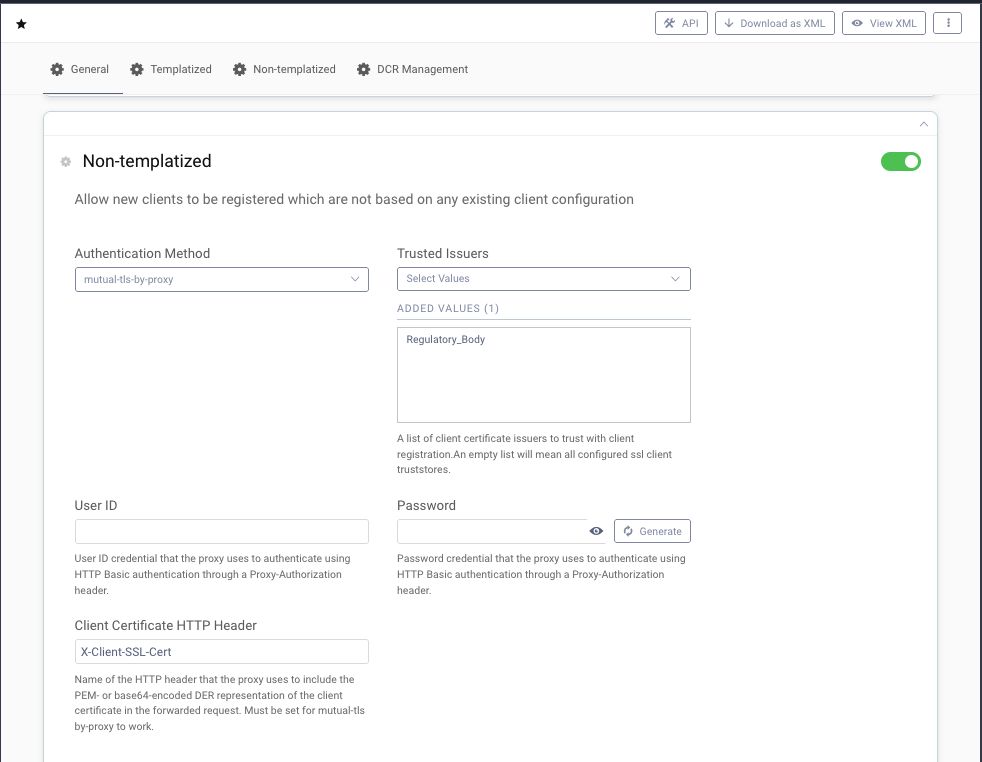 API
Download as XML
View XML
General
Templatized
Non-templatized
DCR Management
Non-templatized
Allow new clients to be registered which are not based on any existing client configuration
Authentication Method
mutual-tls-by-proxy
Trusted Issuers
Select Values
ADDED VALUES (1)
Regulatory_Body
A list of client certificate issuers to trust with client
registration.An empty list will mean all configured ssl client
truststores.
User ID
User ID credential that the proxy uses to authenticate using
HTTP Basic authentication through a Proxy-Authorization
header.
Password
Generate
Password credential that the proxy uses to authenticate using
HTTP Basic authentication through a Proxy-Authorization
header.
Client Certificate HTTP Header
X-Client-SSL-Cert
Name of the HTTP header that the proxy uses to include the
PEM- or base64-encoded DER representation of the client
certificate in the forwarded request. Must be set for mutual-tls
by-proxy to work.